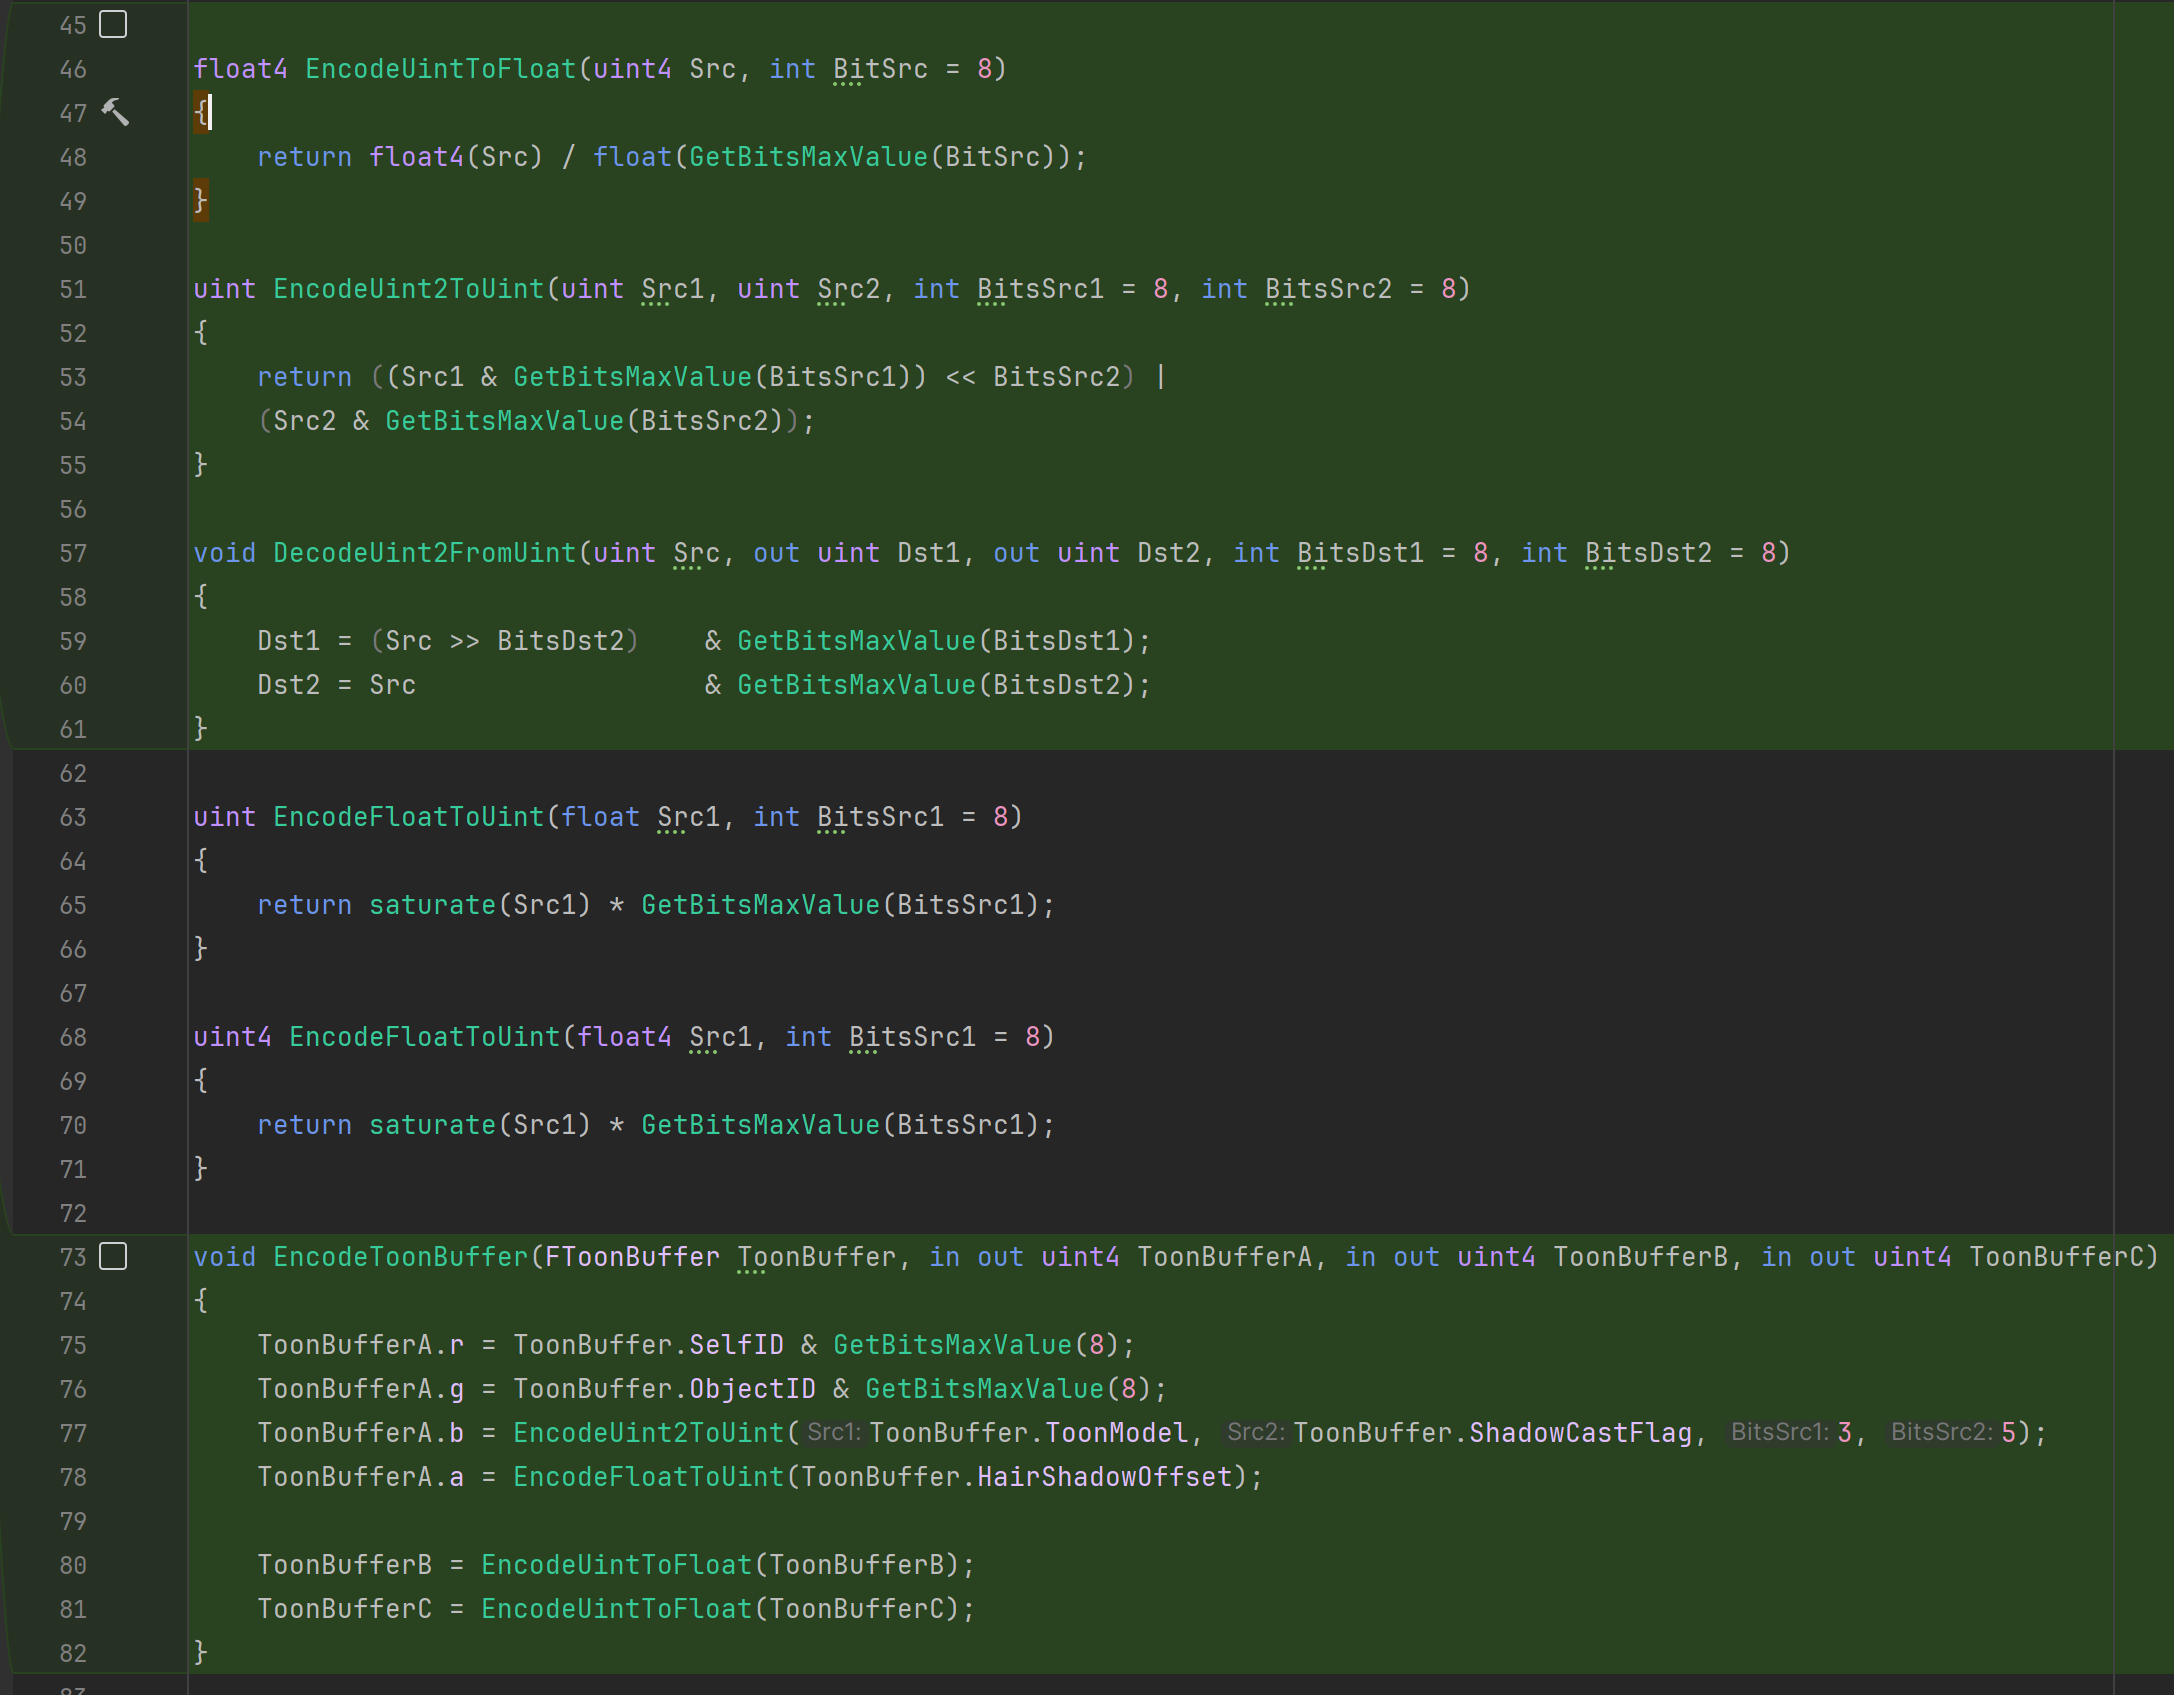 45
46 float4 EncodeUintToFloat(uint4 Src, int BitSrc = 8)
47 {
48     return float4(Src) / float(GetBitsMaxValue(BitSrc));
49 }
50
51 uint EncodeUint2ToUint(uint Src1, uint Src2, int BitsSrc1 = 8, int BitsSrc2 = 8)
52 {
53     return ((Src1 & GetBitsMaxValue(BitsSrc1)) << BitsSrc2) |
54     (Src2 & GetBitsMaxValue(BitsSrc2));
55 }
56
57 void DecodeUint2FromUint(uint Src, out uint Dst1, out uint Dst2, int BitsDst1 = 8, int BitsDst2 = 8)
58 {
59     Dst1 = (Src >> BitsDst2)    & GetBitsMaxValue(BitsDst1);
60     Dst2 = Src                  & GetBitsMaxValue(BitsDst2);
61 }
62
63 uint EncodeFloatToUint(float Src1, int BitsSrc1 = 8)
64 {
65     return saturate(Src1) * GetBitsMaxValue(BitsSrc1);
66 }
67
68 uint4 EncodeFloatToUint(float4 Src1, int BitsSrc1 = 8)
69 {
70     return saturate(Src1) * GetBitsMaxValue(BitsSrc1);
71 }
72
73 void EncodeToonBuffer(FToonBuffer ToonBuffer, in out uint4 ToonBufferA, in out uint4 ToonBufferB, in out uint4 ToonBufferC)
74 {
75     ToonBufferA.r = ToonBuffer.SelfID & GetBitsMaxValue(8);
76     ToonBufferA.g = ToonBuffer.ObjectID & GetBitsMaxValue(8);
77     ToonBufferA.b = EncodeUint2ToUint( Src1: ToonBuffer.ToonModel, Src2: ToonBuffer.ShadowCastFlag, BitsSrc1: 3, BitsSrc2: 5);
78     ToonBufferA.a = EncodeFloatToUint(ToonBuffer.HairShadowOffset);
79
80     ToonBufferB = EncodeUintToFloat(ToonBufferB);
81     ToonBufferC = EncodeUintToFloat(ToonBufferC);
82 }
83